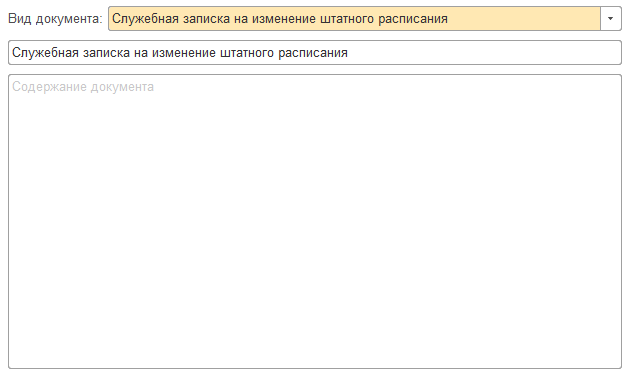 Вид документа: Служебная записка на изменение штатного расписания
Служебная записка на изменение штатного расписания
Содержание документа